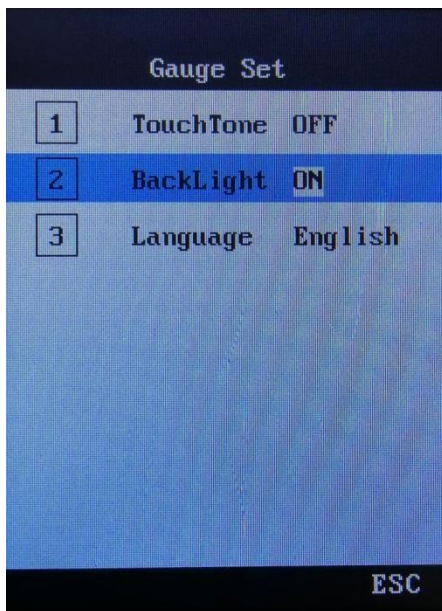 Gauge Set
1 TouchTone OFF
2 BackLight ON
3 Language English
ESC